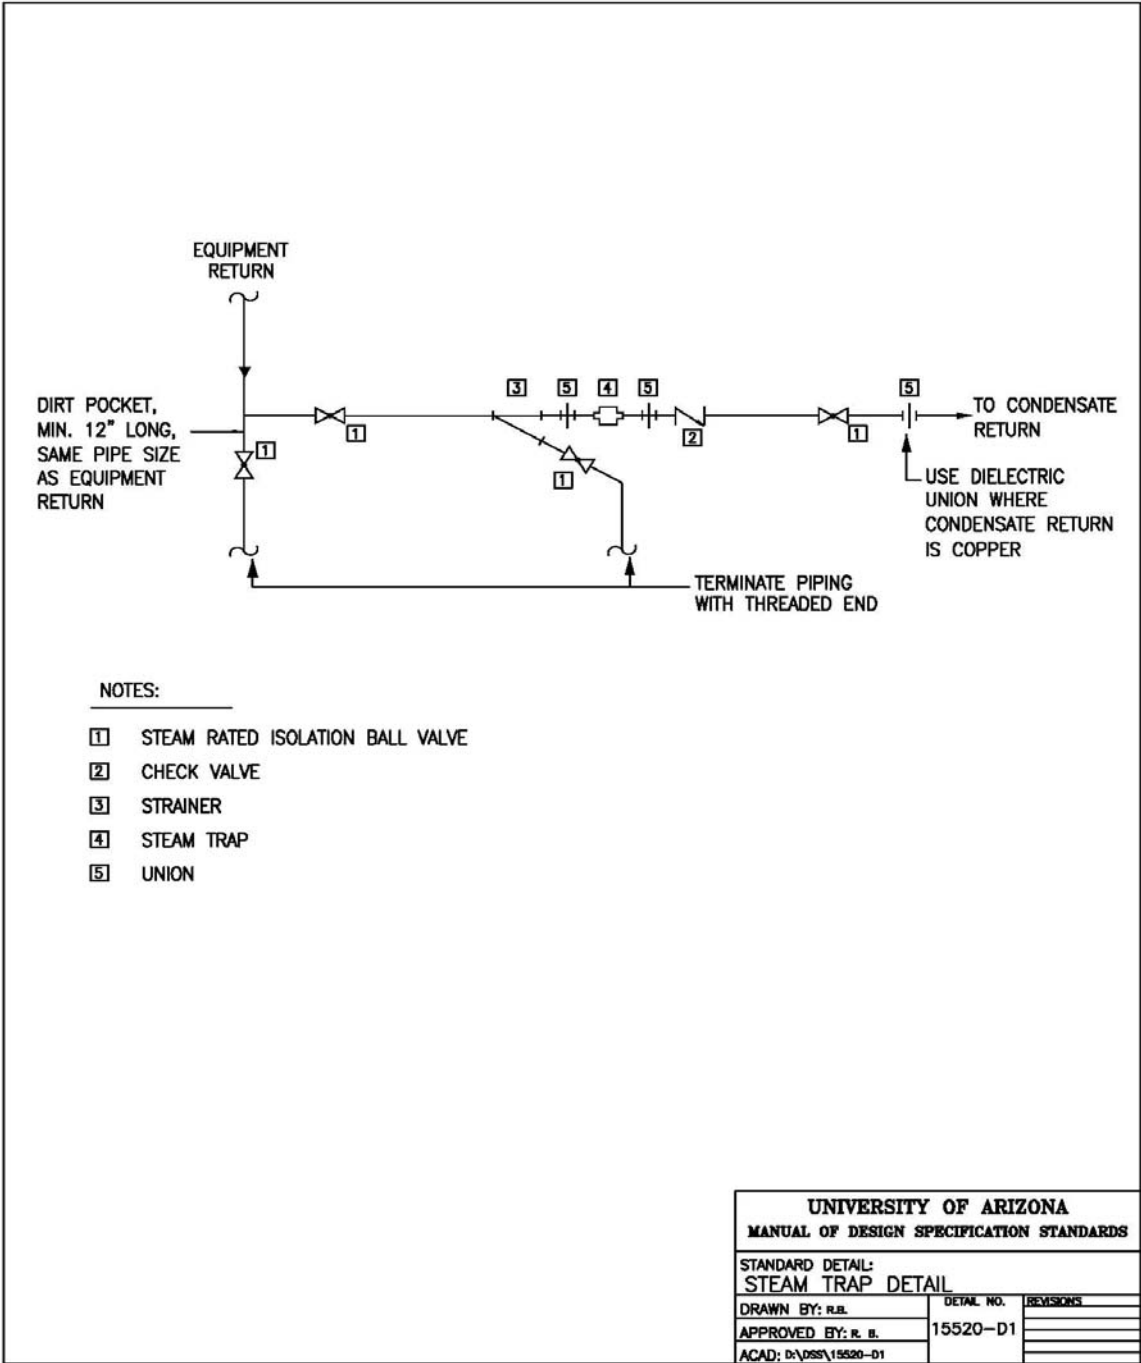 EQUIPMENT
RETURN
DIRT POCKET,
MIN. 12" LONG,
SAME PIPE SIZE
AS EQUIPMENT
RETURN
1
1
3
5
4
5
2
1
1
5
TO CONDENSATE
RETURN
USE DIELECTRIC
UNION WHERE
CONDENSATE RETURN
IS COPPER
TERMINATE PIPING
WITH THREADED END
NOTES:
1 STEAM RATED ISOLATION BALL VALVE
2 CHECK VALVE
3 STRAINER
4 STEAM TRAP
5 UNION
UNIVERSITY OF ARIZONA
MANUAL OF DESIGN SPECIFICATION STANDARDS
STANDARD DETAIL:
STEAM TRAP DETAIL
DRAWN BY: R.B.
DETAIL NO.
REVISIONS
APPROVED BY: R. B.
15520-D1
ACAD: D:\DSS\15520-D1